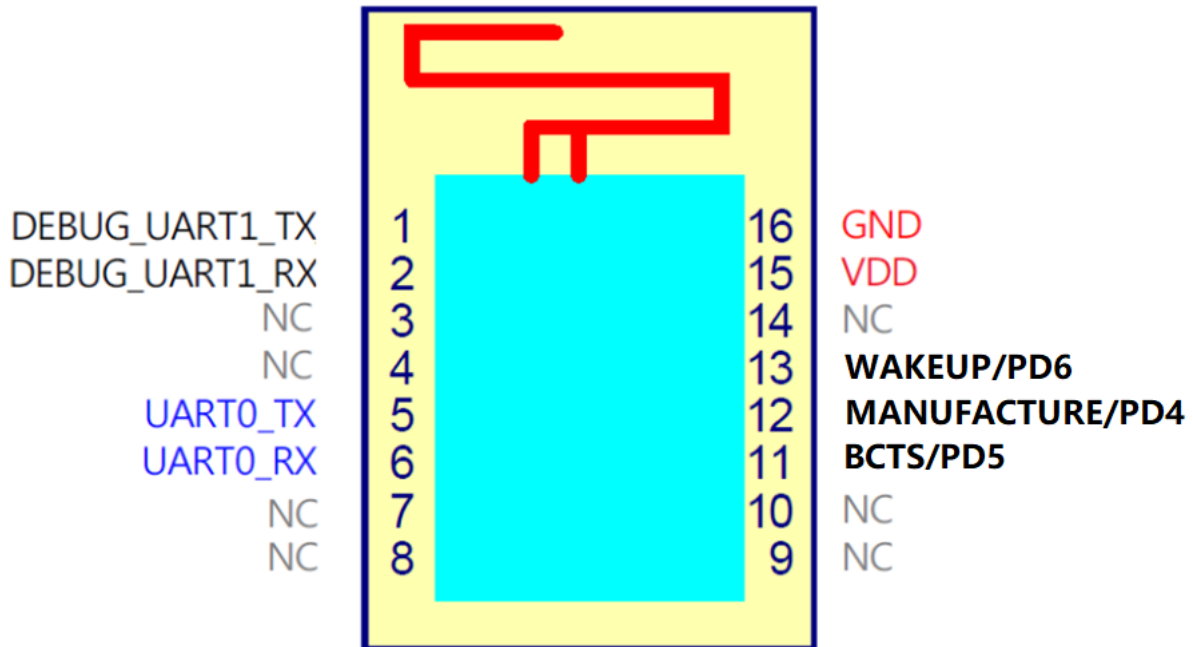 DEBUG_UART1_TX 1 16 GND
DEBUG_UART1_RX 2 15 VDD
NC 3 14 NC
NC 4 13 WAKEUP/PD6
UART0_TX 5 12 MANUFACTURE/PD4
UART0_RX 6 11 BCTS/PD5
NC 7 10 NC
NC 8 9 NC